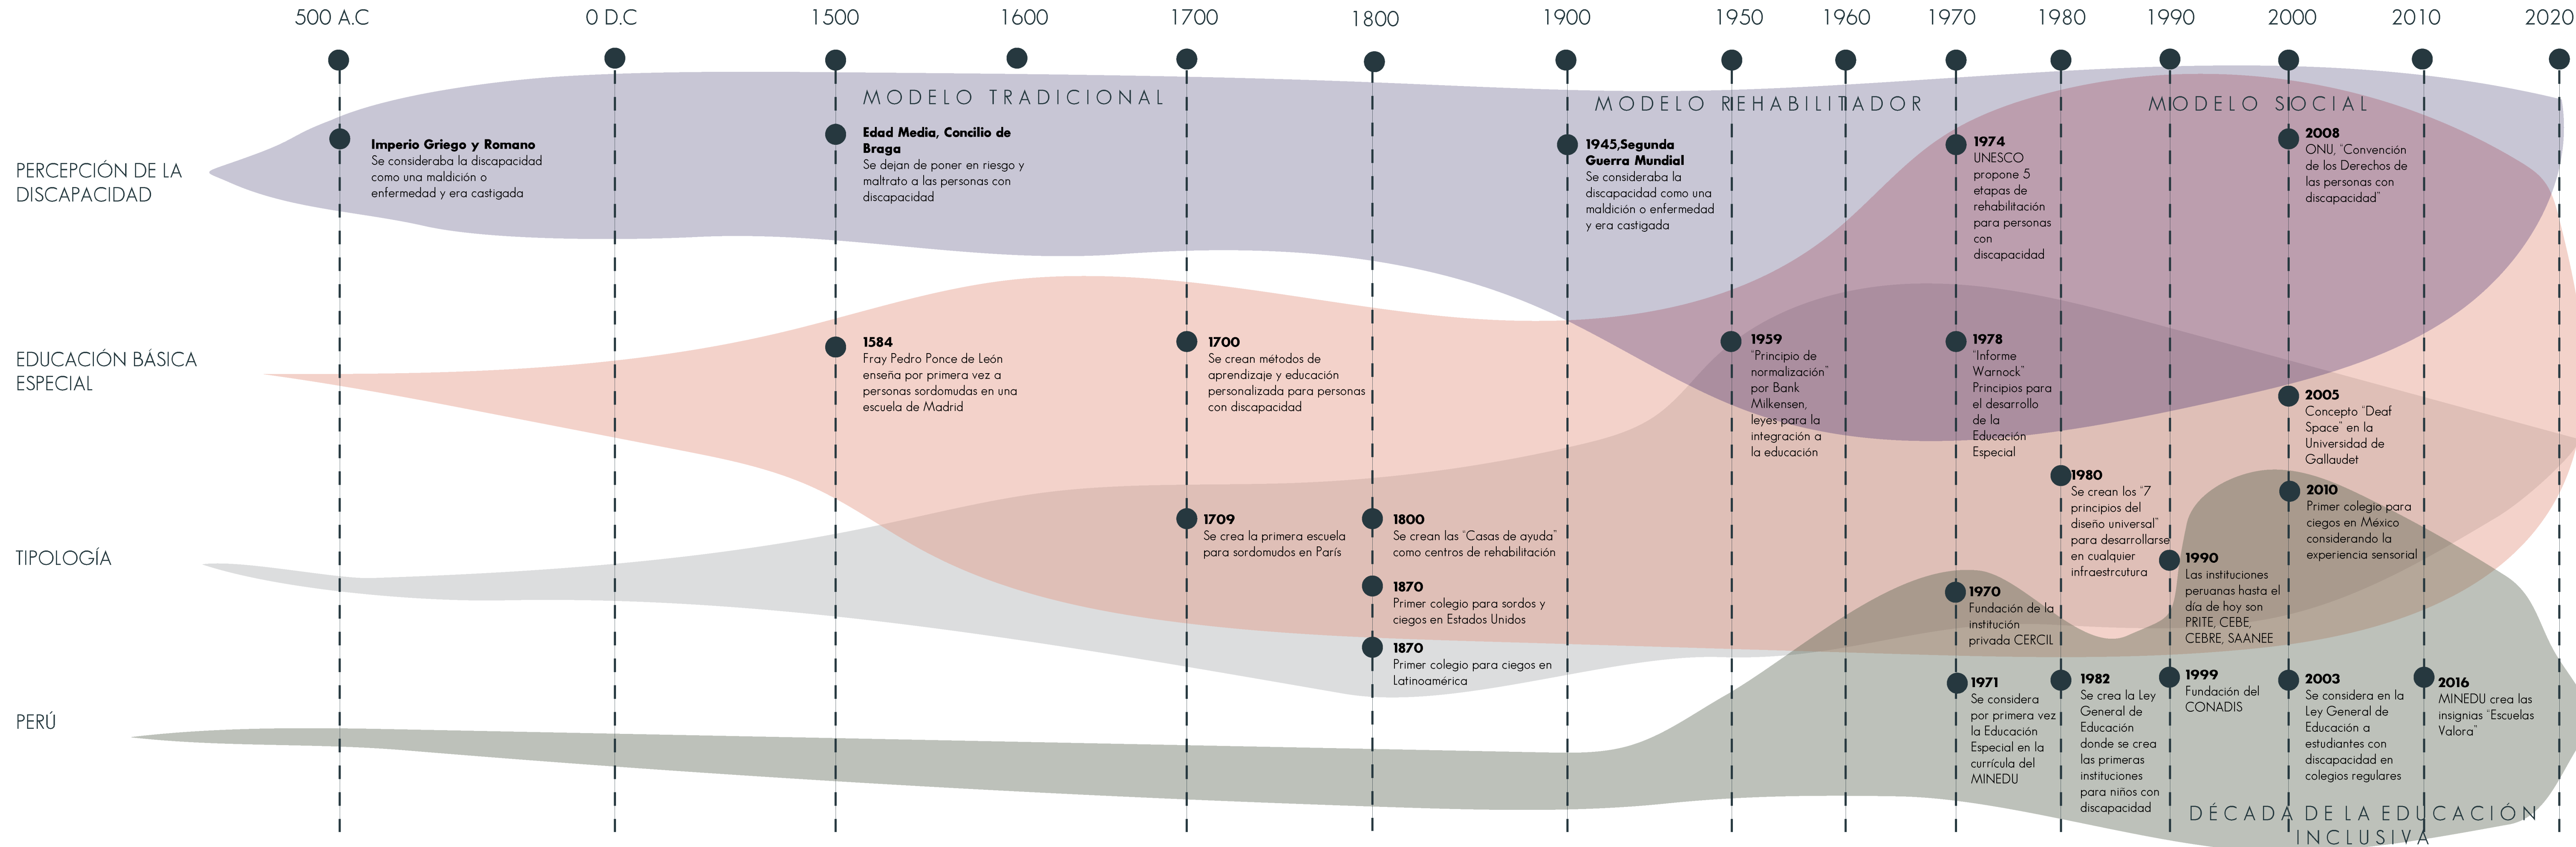 500 A.C
0 D.C
1500
1600
1700
1800
1900
1950
1960
1970
1980
1990
2000
2010
2020
MODELO TRADICIONAL
MODELO REHABILITADOR
MODELO SOCIAL
PERCEPCIÓN DE LA
DISCAPACIDAD
Imperio Griego y Romano
Se consideraba la discapacidad
como una maldición o
enfermedad y era castigada
Edad Media, Concilio de
Braga
Se dejan de poner en riesgo y
maltrato a las personas con
discapacidad
1945,Segunda
Guerra Mundial
Se consideraba la
discapacidad como una
maldición o enfermedad
y era castigada
1974
UNESCO
propone 5
etapas de
rehabilitación
para personas
con
discapacidad
2008
ONU, "Convención
de los Derechos de
las personas con
discapacidad"
EDUCACIÓN BÁSICA
ESPECIAL
1584
Fray Pedro Ponce de León
enseña por primera vez a
personas sordomudas en una
escuela de Madrid
1700
Se crean métodos de
aprendizaje y educación
personalizada para personas
con discapacidad
1959
"Principio de
normalización"
por Bank
Milkensen,
leyes para la
integración a
la educación
1978
"Informe
Warnock"
Principios para
el desarrollo
de la
Educación
Especial
2005
Concepto "Deaf
Space" en la
Universidad de
Gallaudet
TIPOLOGÍA
1709
Se crea la primera escuela
para sordomudos en París
1800
Se crean las "Casas de ayuda"
como centros de rehabilitación
1870
Primer colegio para sordos y
ciegos en Estados Unidos
1870
Primer colegio para ciegos en
Latinoamérica
1980
Se crean los "7
principios del
diseño universal"
para desarrollarse
en cualquier
infraestrcutura
2010
Primer colegio para
ciegos en México
considerando la
experiencia sensorial
1970
Fundación de la
institución
privada CERCIL
1990
Las instituciones
peruanas hasta el
día de hoy son
PRITE, CEBE,
CEBRE, SAANEE
PERÚ
1971
Se considera
por primera vez
la Educación
Especial en la
currícula del
MINEDU
1982
Se crea la Ley
General de
Educación
donde se crea
las primeras
instituciones
para niños con
discapacidad
1999
Fundación del
CONADIS
2003
Se considera en la
Ley General de
Educación a
estudiantes con
discapacidad en
colegios regulares
2016
MINEDU crea las
insignias "Escuelas
Valora"
DÉCADA DE LA EDUCACIÓN
INCLUSIVA